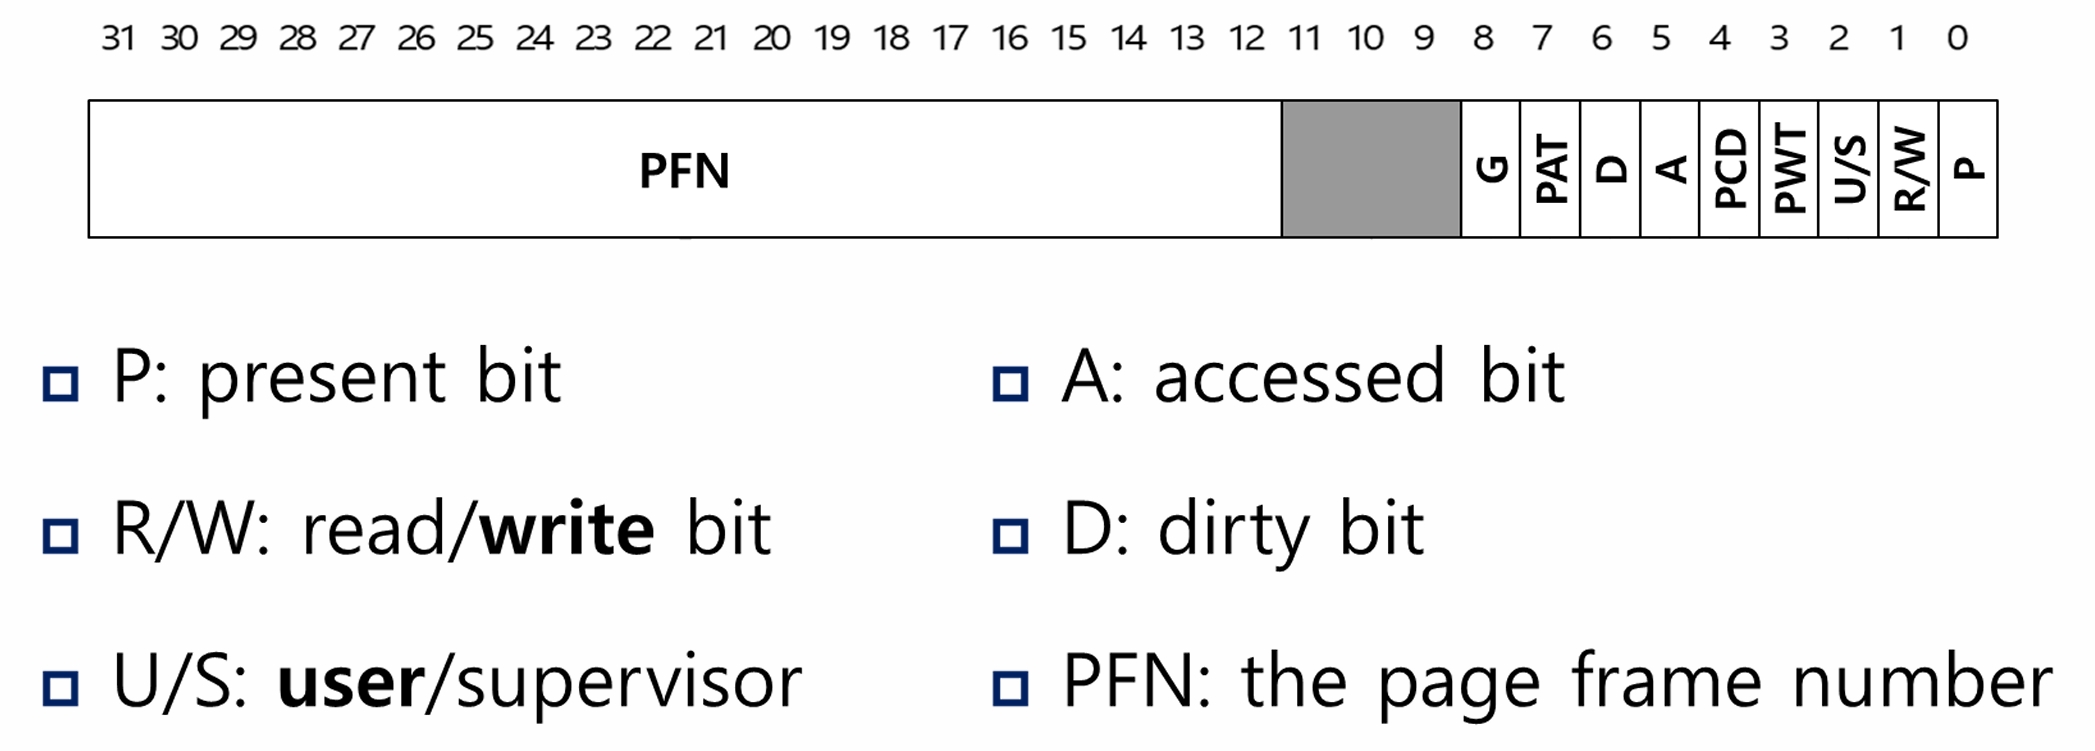 31 30 29 28 27 26 25 24 23 22 21 20 19 18 17 16 15 14 13 12 11 10 9 8 7 6 5 4 3 2 1 0
PFN G PAT D A PCD PWT U/S R/W P
P: present bit
R/W: read/write bit
U/S: user/supervisor
A: accessed bit
D: dirty bit
PFN: the page frame number